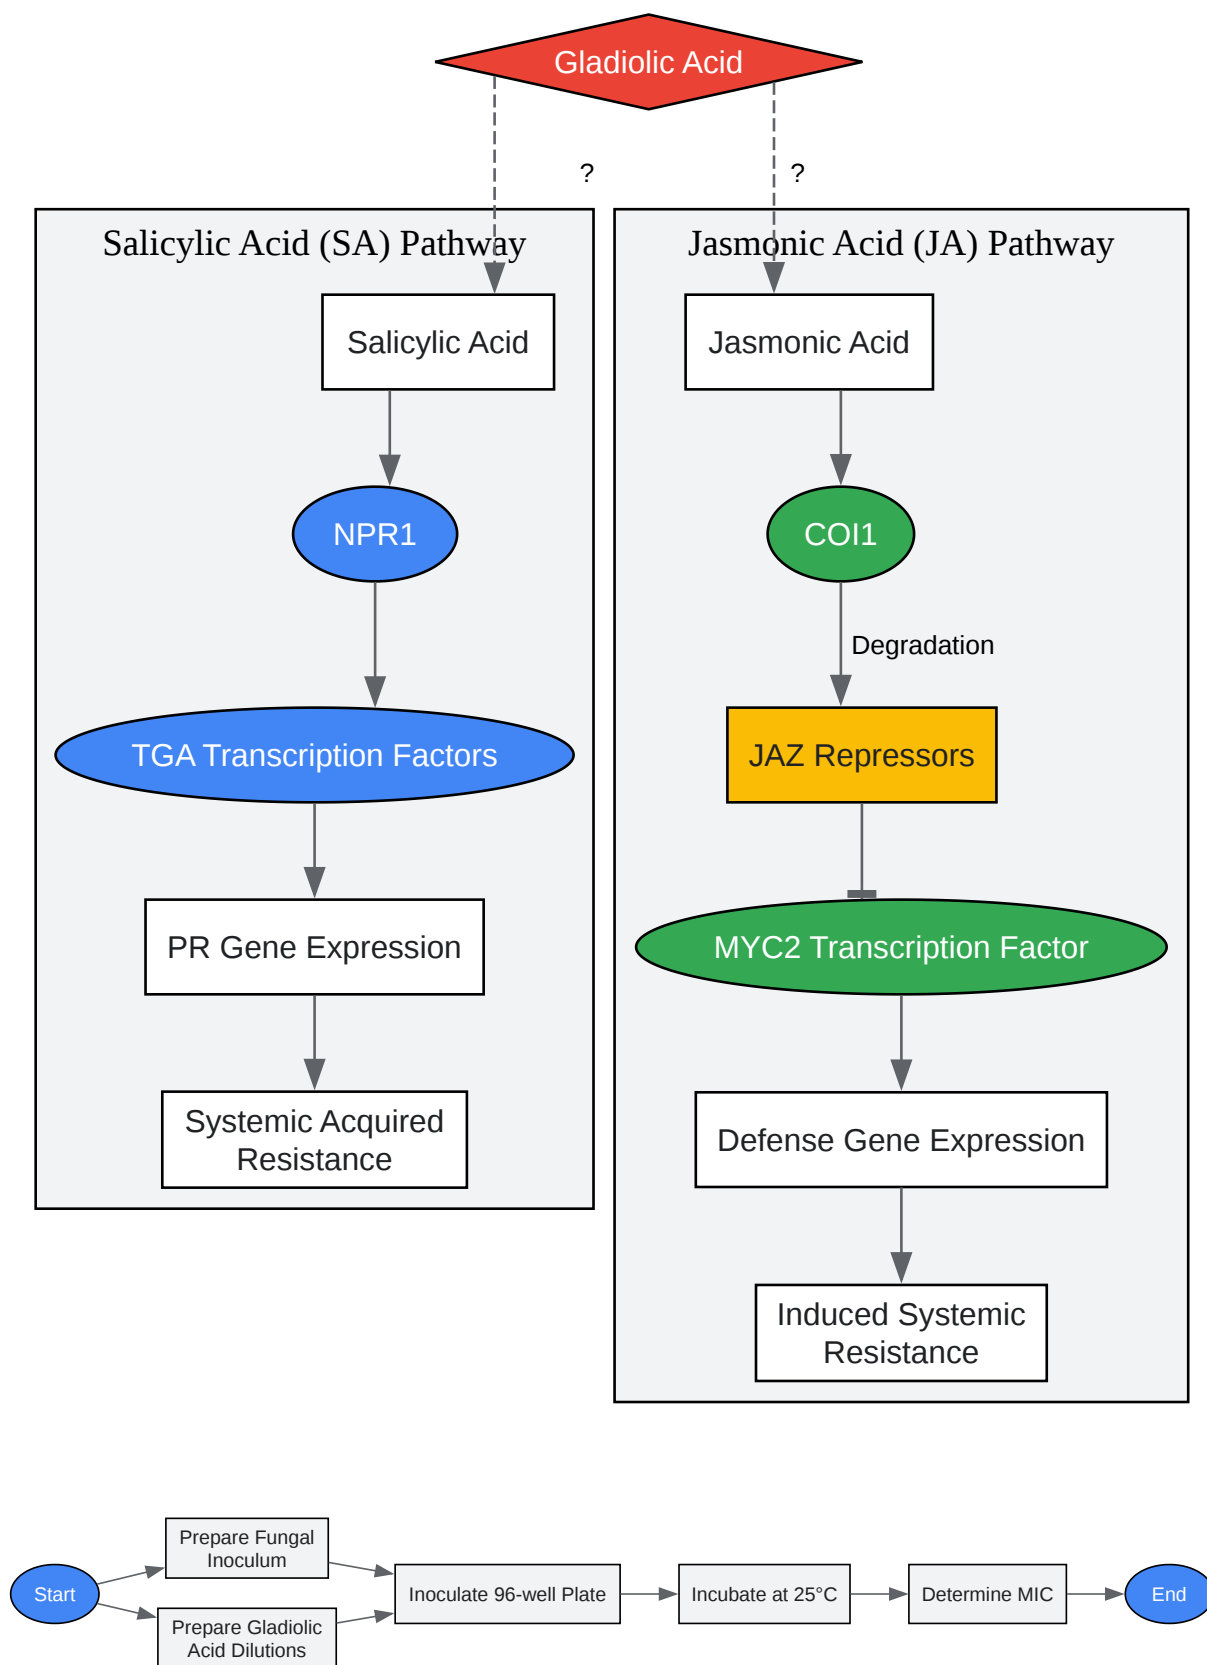 Gladiolic Acid
?
?
Salicylic Acid (SA) Pathway
Salicylic Acid
NPR1
TGA Transcription Factors
PR Gene Expression
Systemic Acquired
Resistance
Jasmonic Acid (JA) Pathway
Jasmonic Acid
COI1
Degradation
JAZ Repressors
MYC2 Transcription Factor
Defense Gene Expression
Induced Systemic
Resistance
Start
Prepare Fungal
Inoculum
Prepare Gladiolic
Acid Dilutions
Inoculate 96-well Plate
Incubate at 25°C
Determine MIC
End